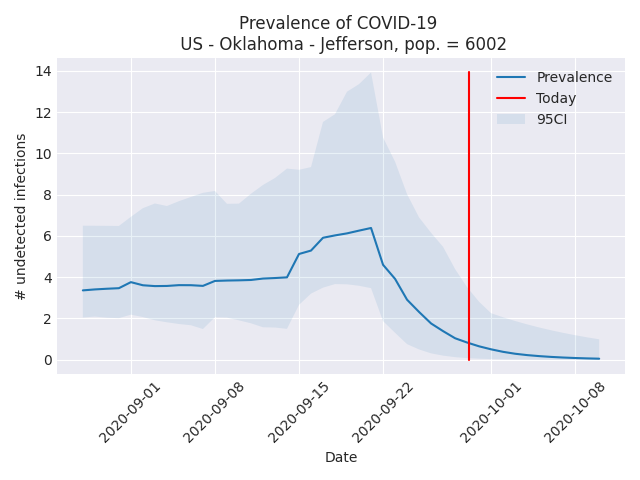 Prevalence of COVID-19
US - Oklahoma - Jefferson, pop. = 6002
# undetected infections
14
12
10
8
6
4
2
0
Prevalence
Today
95CI
2020-09-01
2020-09-08
2020-09-15
2020-09-22
2020-10-01
2020-10-08
Date